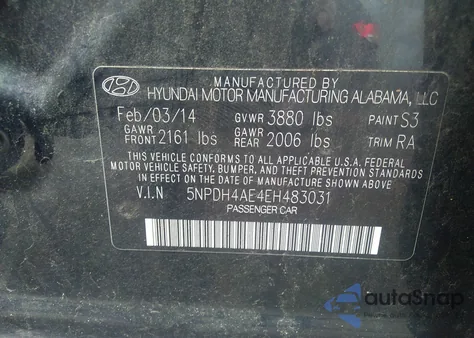 MANUFACTURED BY
HYUNDAI MOTOR MANUFACTURING ALABAMA, LLC
Feb/03/14 GVWR 3880 lbs PAINT S3
GAWR FRONT 2161 lbs GAWR REAR 2006 lbs TRIM RA
THIS VEHICLE CONFORMS TO ALL APPLICABLE U.S.A. FEDERAL
MOTOR VEHICLE SAFETY, BUMPER, AND THEFT PREVENTION STANDARDS
IN EFFECT ON THE DATE OF MANUFACTURE SHOWN ABOVE.
V.I.N 5NPDH4AE4EH483031
PASSENGER CAR
autoSnap